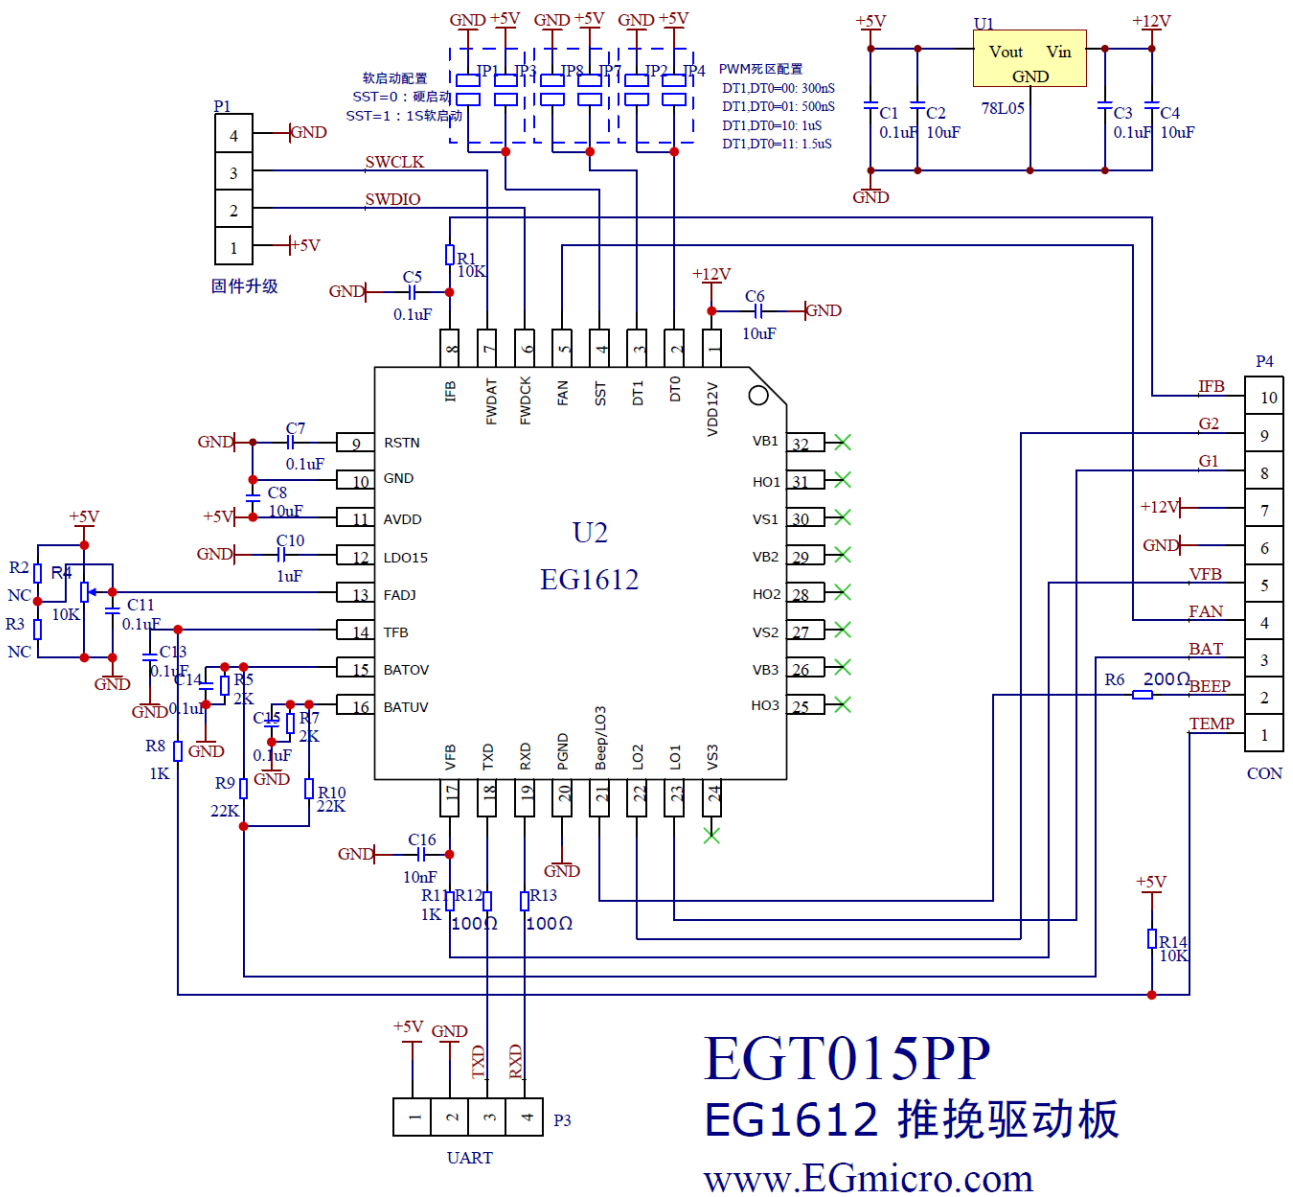 GND +5V GND +5V GND +5V
JP1 JP3 JP8 JP7 JP2 JP4
软启动配置
SST=0：硬启动
SST=1：1S软启动
PWM死区配置
DT1,DT0=00: 300nS
DT1,DT0=01: 500nS
DT1,DT0=10: 1uS
DT1,DT0=11: 1.5uS
+5V U1 +12V
Vout Vin
GND
78L05
C1 C2 C3 C4
0.1uF 10uF 0.1uF 10uF
GND
P1
4 GND
3 SWCLK
2 SWDIO
1 +5V
固件升级
R1
10K
GND C5
0.1uF
+12V
C6 GND
10uF
8 7 6 5 4 3 2 1
IFB FWDAT FWDCK FAN SST DT1 DT0 VDD12V
GND C7 9 RSTN
0.1uF
10 GND
C8
10uF
+5V 11 AVDD
GND C10 12 LDO15
1uF
13 FADJ
14 TFB
15 BATOV
16 BATUV
+5V
R2 R4
NC 10K
R3 C11
NC 0.1uF
GND
C13
0.1uF
GND
C14 R5
0.1uF 2K
GND
C15 R7
0.1uF 2K
GND
R8
1K
R9 R10
22K 22K
U2
EG1612
VB1 32
HO1 31
VS1 30
VB2 29
HO2 28
VS2 27
VB3 26
HO3 25
VFB TXD RXD PGND Beep/LO3 LO2 LO1 VS3
17 18 19 20 21 22 23 24
GND C16 GND
10nF
R11 R12 R13
1K 100Ω 100Ω
P4
IFB 10
G2 9
G1 8
+12V 7
GND 6
VFB 5
FAN 4
BAT 3
R6 200Ω BEEP 2
TEMP 1
CON
+5V
R14
10K
+5V GND TXD RXD
1 2 3 4 P3
UART
EGT015PP
EG1612 推挽驱动板
www.EGmicro.com